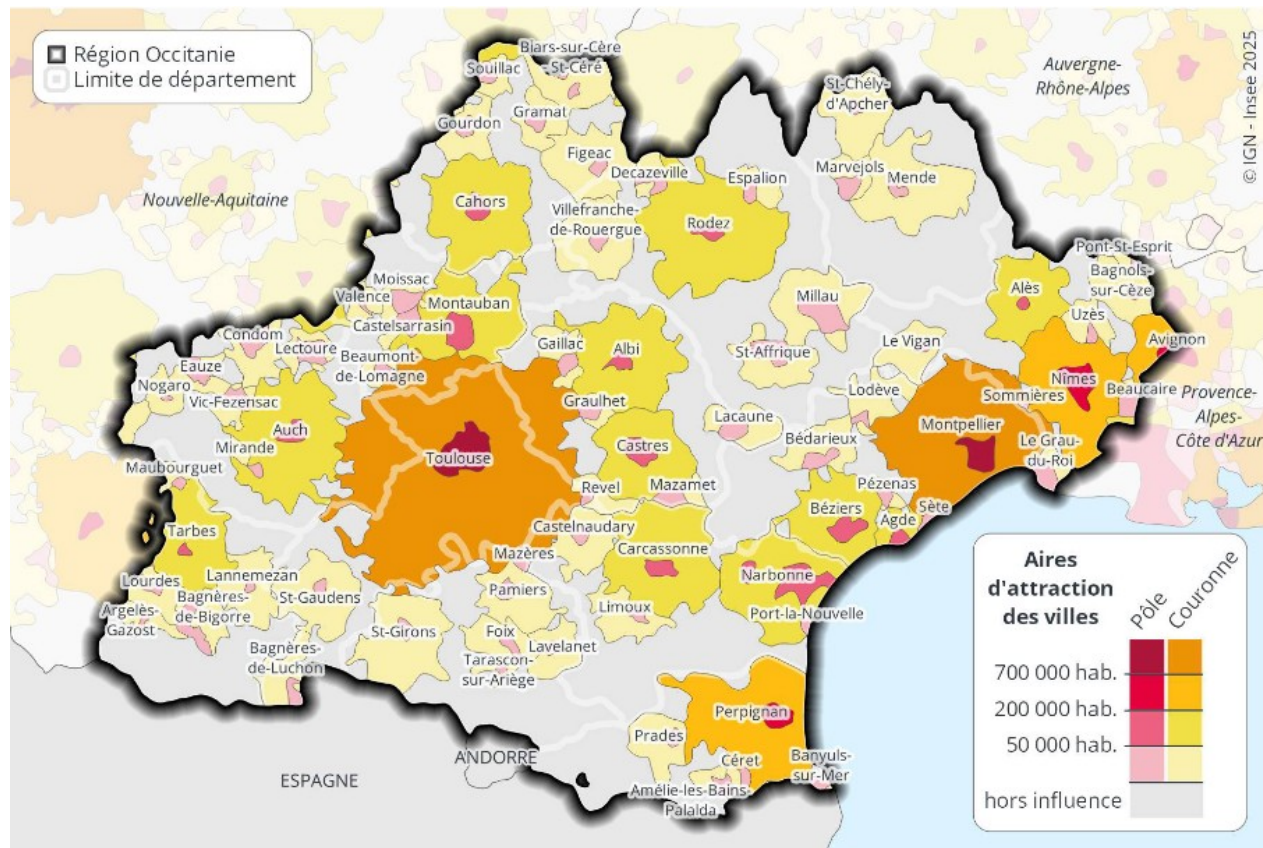 Région Occitanie
Limite de département
© IGN - Insee 2025
Auvergne-
Rhône-Alpes
Nouvelle-Aquitaine
Provence-
Alpes-
Côte d'Azur
ESPAGNE
ANDORRE
Biars-sur-Cère
Souillac
St-Céré
Gramat
Gourdon
Figeac
Decazeville
Cahors
Villefranche-
de-Rouergue
Espalion
Rodez
St-Chély-
d'Apcher
Marvejols
Mende
Pont-St-Esprit
Bagnols-
sur-Cèze
Alès
Uzès
Avignon
Moissac
Valence
Montauban
Castelsarrasin
Millau
Condom
Lectoure
Beaumont-
de-Lomagne
Gaillac
Albi
St-Affrique
Le Vigan
Nîmes
Beaucaire
Sommières
Eauze
Nogaro
Vic-Fezensac
Lodève
Graulhet
Montpellier
Auch
Mirande
Lacaune
Bédarieux
Le Grau-
du-Roi
Toulouse
Castres
Maubourguet
Revel
Mazamet
Pézenas
Béziers
Agde
Sète
Tarbes
Castelnaudary
Carcassonne
Mazères
Narbonne
Lourdes
Lannemezan
Bagnères-
de-Bigorre
St-Gaudens
Pamiers
Limoux
Port-la-Nouvelle
Argelès-
Gazost
St-Girons
Foix
Lavelanet
Bagnères-
de-Luchon
Tarascon-
sur-Ariège
Perpignan
Prades
Céret
Banyuls-
sur-Mer
Amélie-les-Bains-
Palalda
Aires
d'attraction
des villes
Pôle
Couronne
700 000 hab.
200 000 hab.
50 000 hab.
hors influence